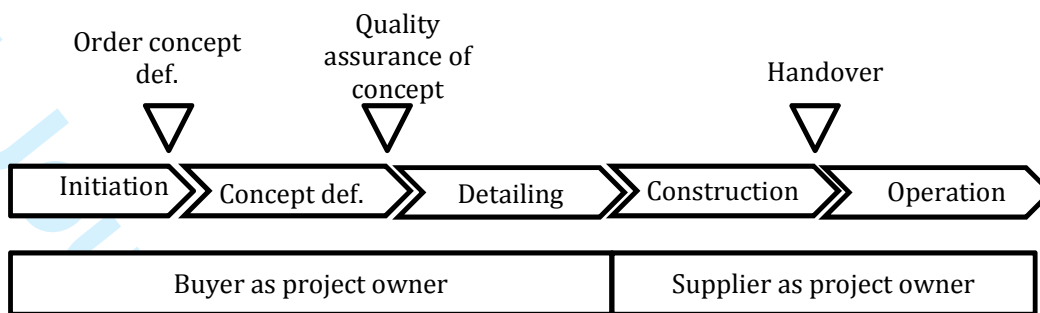 Order concept
def.
Quality
assurance of
concept
Handover
Initiation
Concept def.
Detailing
Construction
Operation
Buyer as project owner
Supplier as project owner